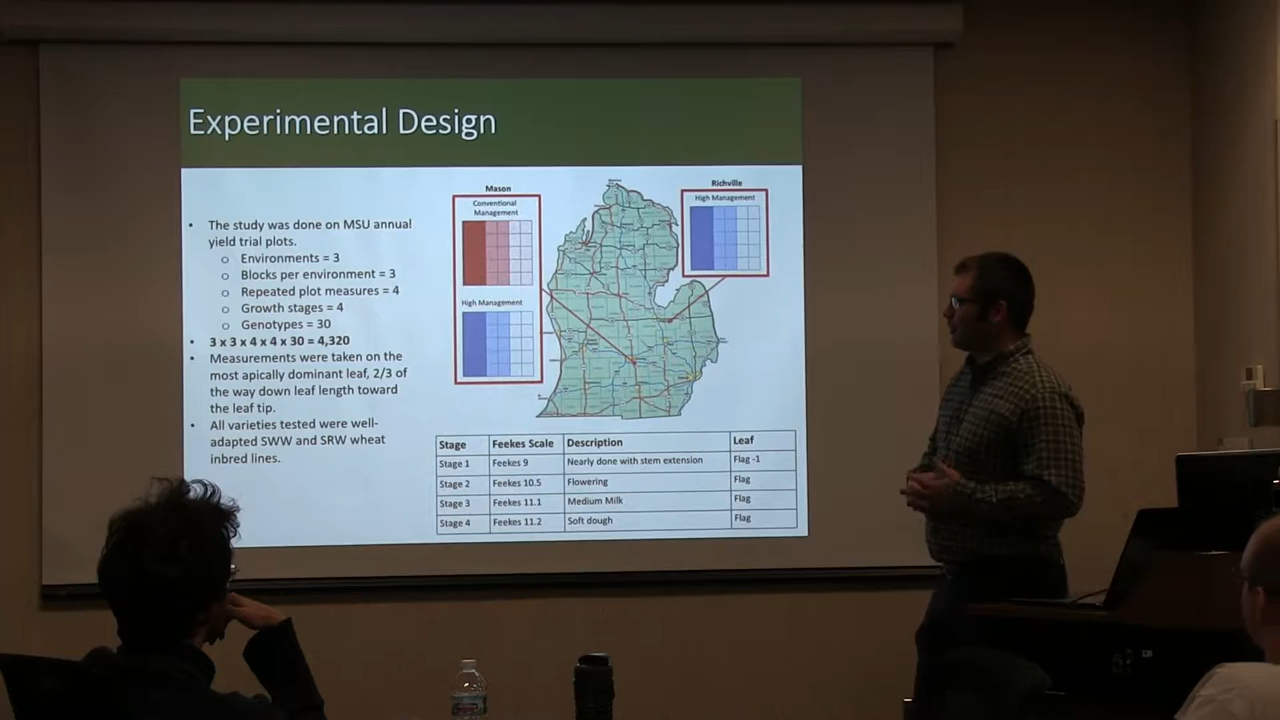 Experimental Design
• The study was done on MSU annual
yield trial plots.
o Environments = 3
o Blocks per environment = 3
o Repeated plot measures = 4
o Growth stages = 4
o Genotypes = 30
• 3 x 3 x 4 x 4 x 30 = 4,320
• Measurements were taken on the
most apically dominant leaf, 2/3 of
the way down leaf length toward
the leaf tip.
• All varieties tested were well-
adapted SWW and SRW wheat
inbred lines.
Mason
Conventional
Management
High Management
Richville
High Management
Stage Feekes Scale Description Leaf
Stage 1 Feekes 9 Nearly done with stem extension Flag -1
Stage 2 Feekes 10.5 Flowering Flag
Stage 3 Feekes 11.1 Medium Milk Flag
Stage 4 Feekes 11.2 Soft dough Flag